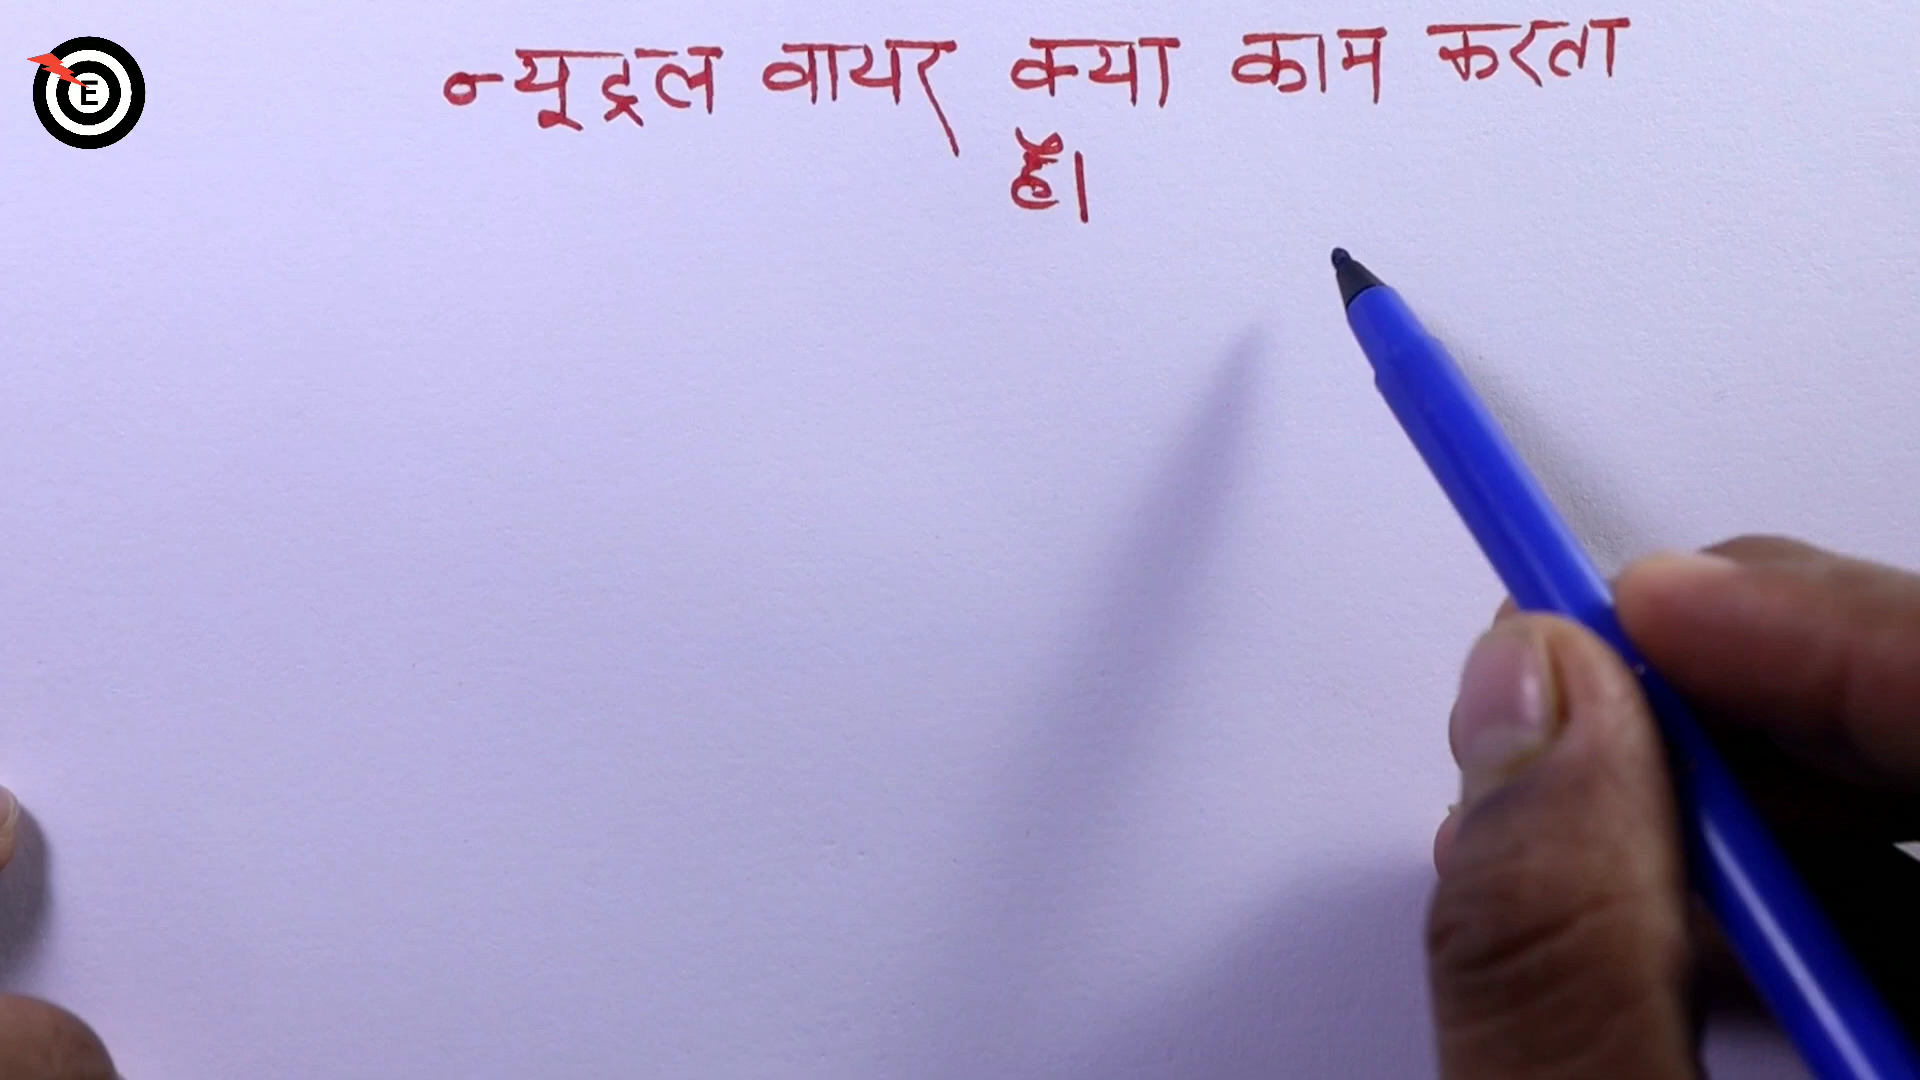 न्यूट्रल वायर क्या काम करता
है।
E